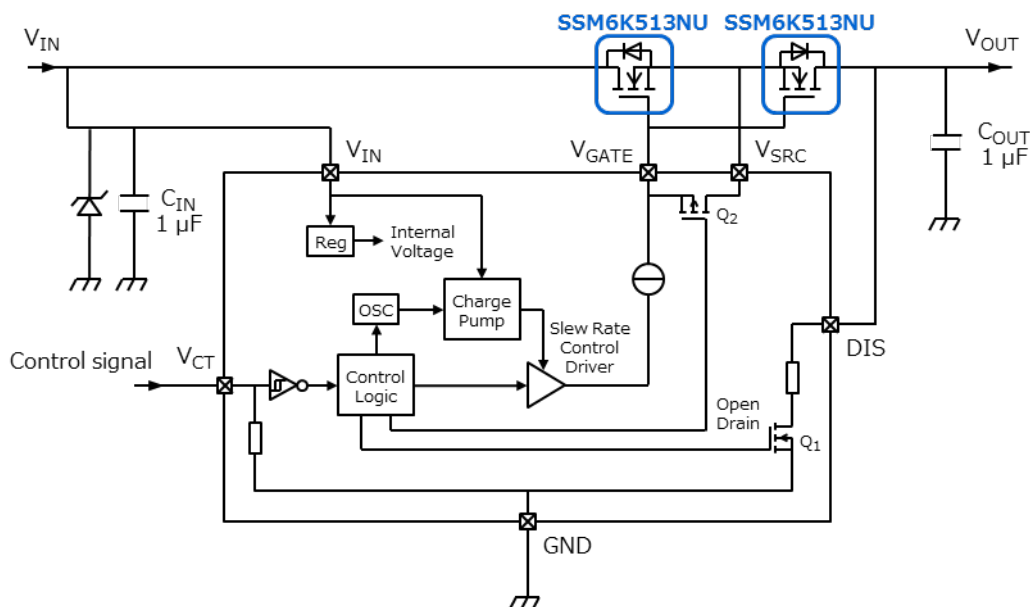 SSM6K513NU SSM6K513NU
VIN
VOUT
VIN
VGATE
VSRC
COUT
1 μF
CIN
1 μF
Q2
Reg
Internal
Voltage
OSC
Charge
Pump
Slew Rate
Control
Driver
DIS
Control signal
VCT
Control
Logic
Open
Drain
Q1
GND